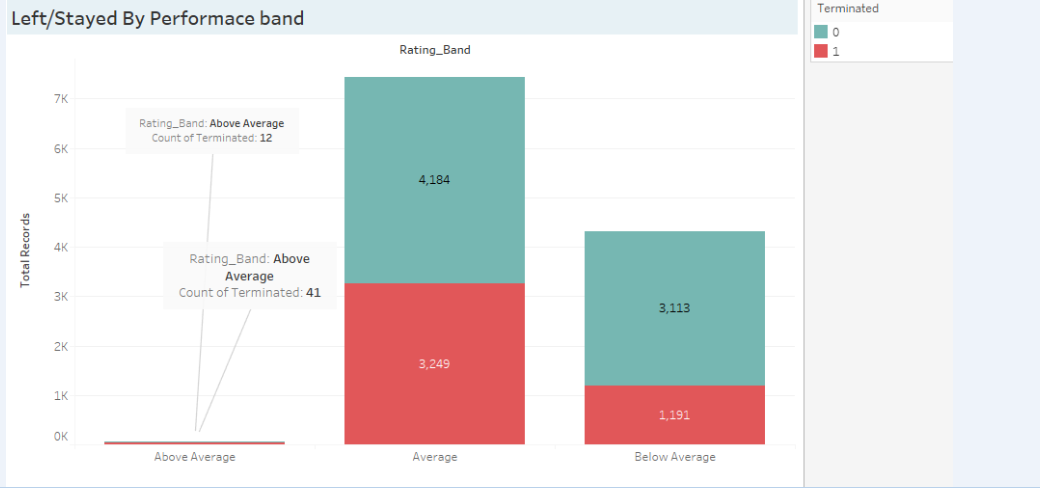 Left/Stayed By Performace band
Terminated
0
1
Rating_Band
Total Records
7K
6K
5K
4K
3K
2K
1K
0K
Rating_Band: Above Average
Count of Terminated: 12
Rating_Band: Above
Average
Count of Terminated: 41
4,184
3,249
3,113
1,191
Above Average
Average
Below Average